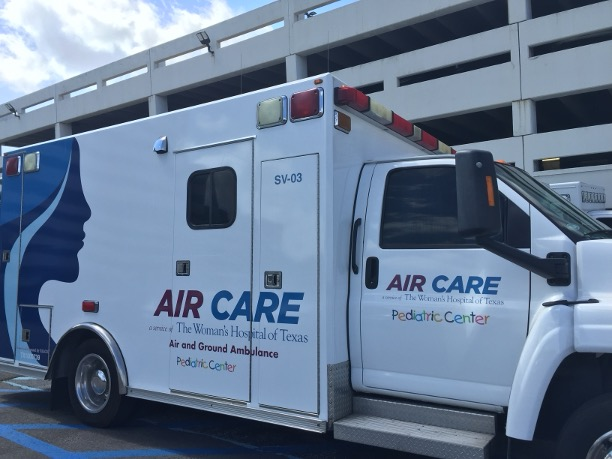 SV-03
AIR CARE
a service of The Woman's Hospital of Texas
Air and Ground Ambulance
Pediatric Center
AIR CARE
a service of The Woman's Hospital of Texas
Pediatric Center